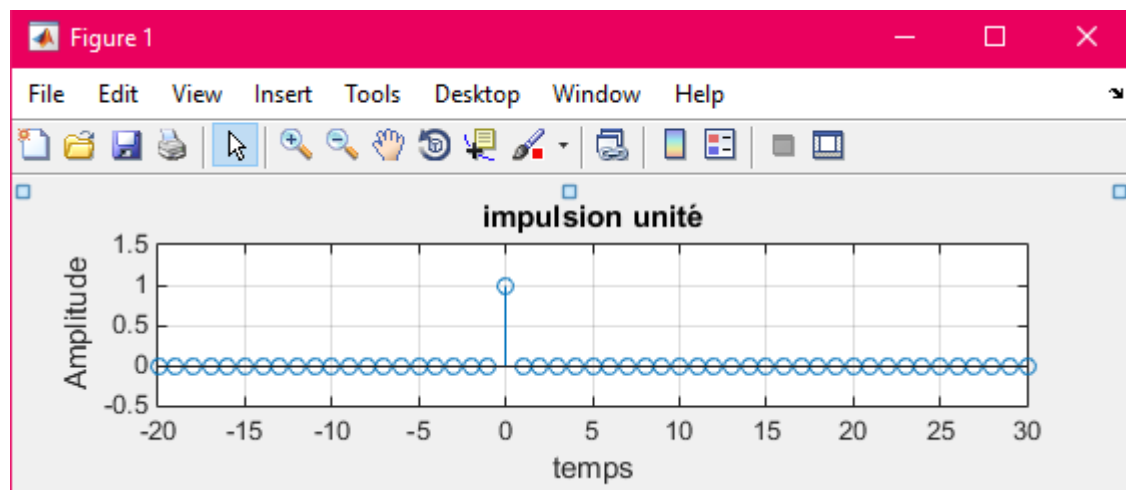 Figure 1
File Edit View Insert Tools Desktop Window Help
impulsion unité
Amplitude
1.5
1
0.5
0
-0.5
-20 -15 -10 -5 0 5 10 15 20 25 30
temps